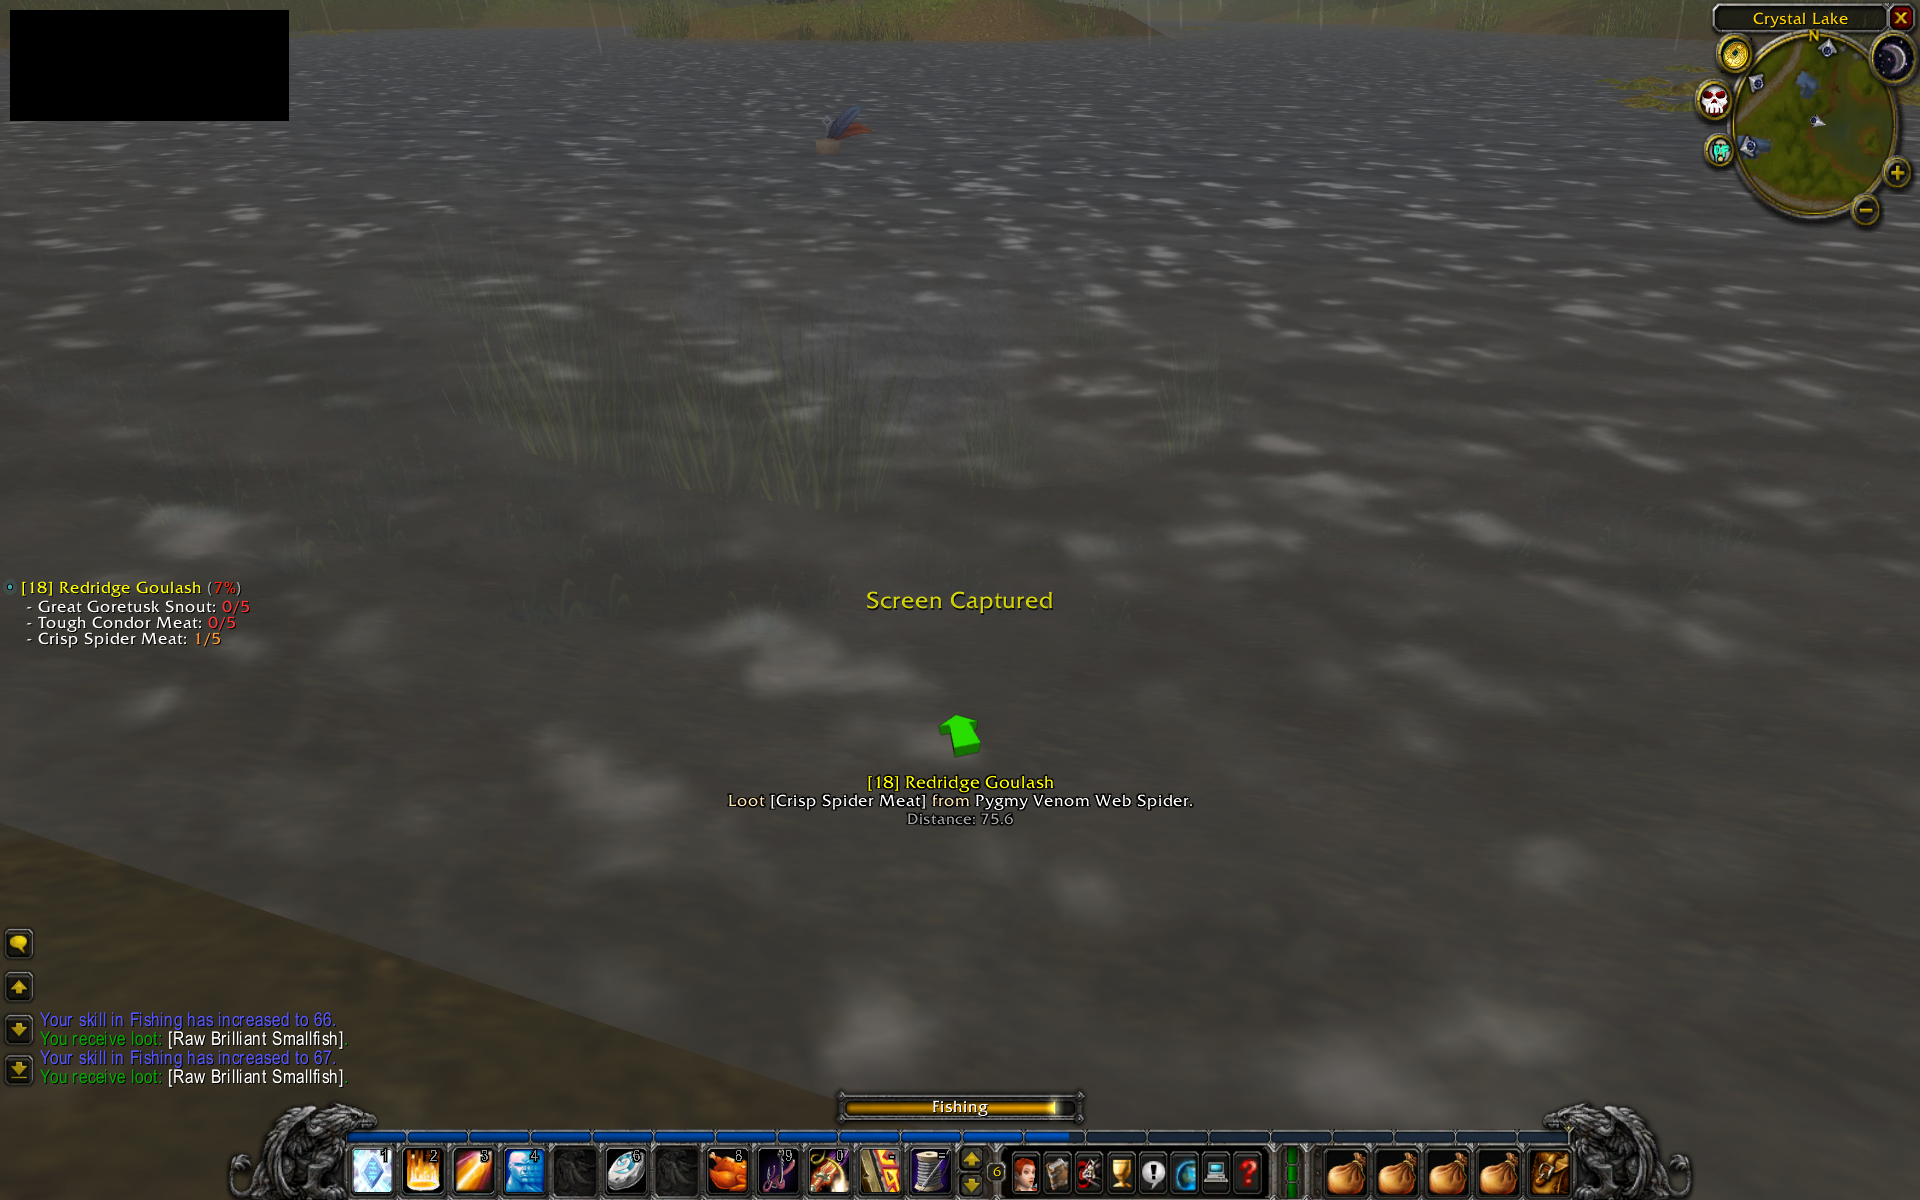 Crystal Lake
N
[18] Redridge Goulash (7%)
- Great Goretusk Snout: 0/5
- Tough Condor Meat: 0/5
- Crisp Spider Meat: 1/5
Screen Captured
[18] Redridge Goulash
Loot [Crisp Spider Meat] from Pygmy Venom Web Spider.
Distance: 75.6
Your skill in Fishing has increased to 66.
You receive loot: [Raw Brilliant Smallfish].
Your skill in Fishing has increased to 67.
You receive loot: [Raw Brilliant Smallfish].
Fishing
1 2 3 4 6 8 9 0 - = 6